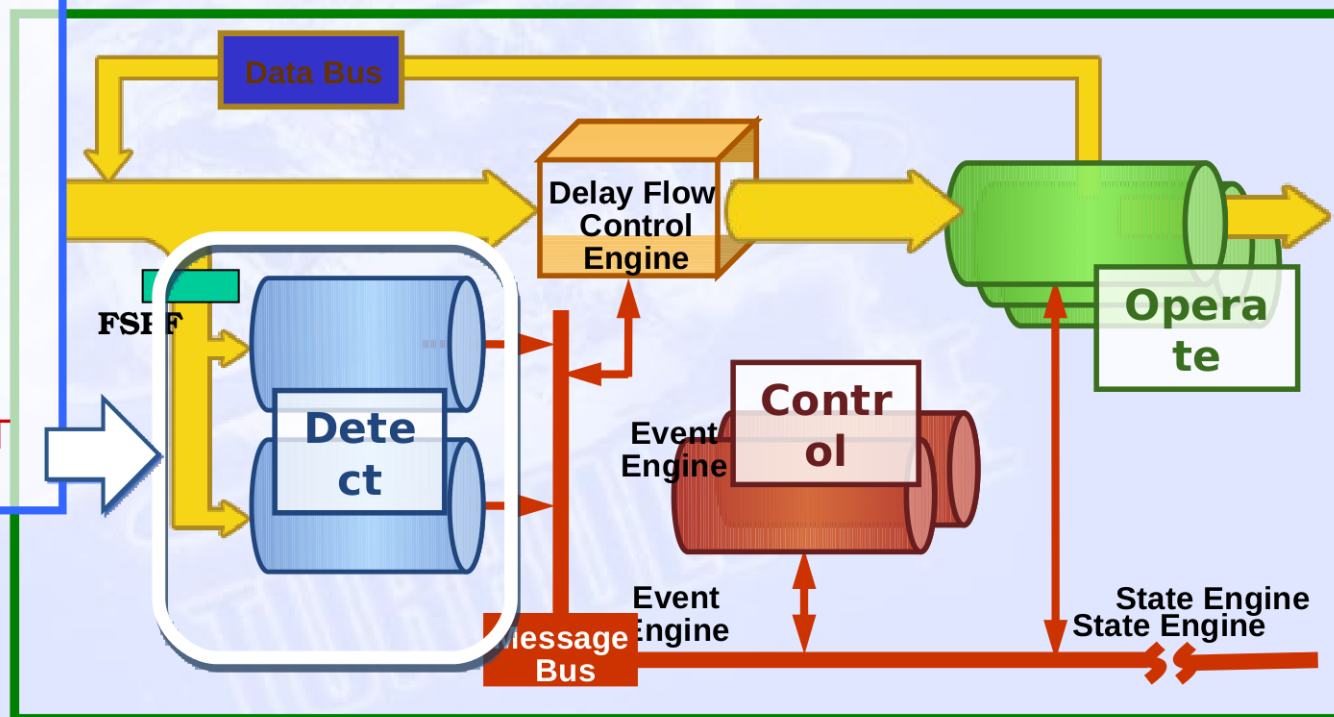 Data Bus
Delay Flow
Control
Engine
Opera
te
Dete
ct
Contr
ol
Event
Engine
Event
Engine
State Engine
State Engine
Message
Bus